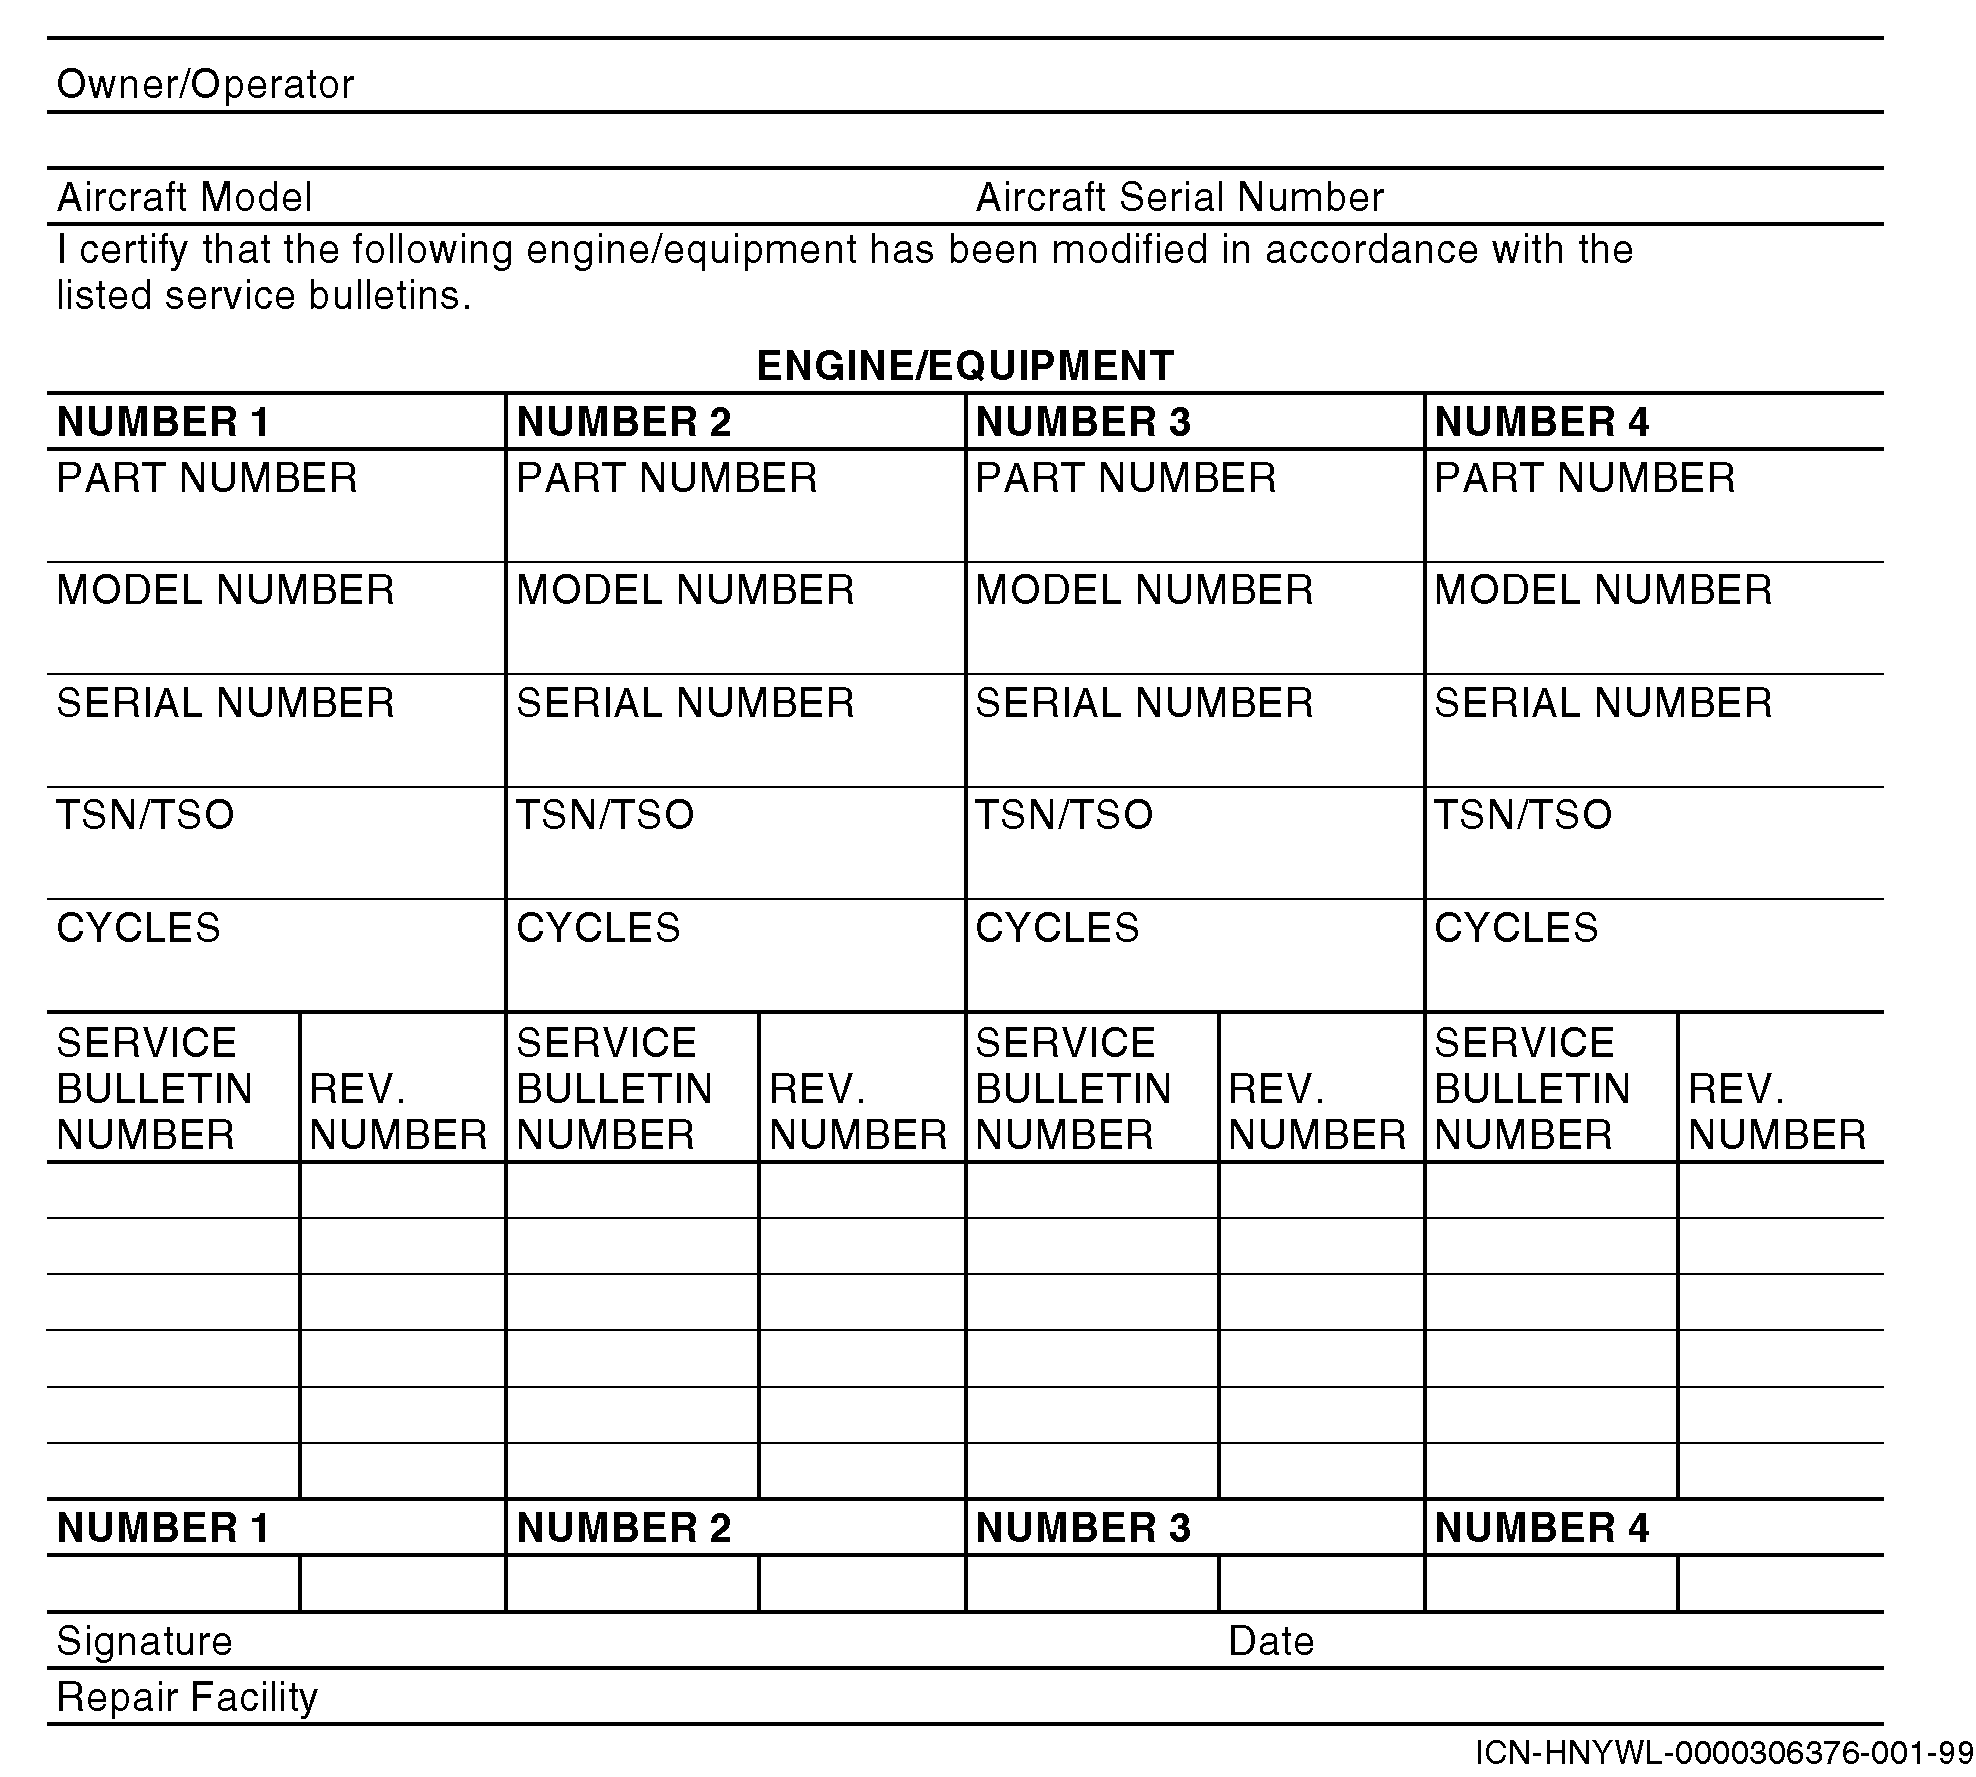 Owner/Operator
Aircraft Model Aircraft Serial Number
I certify that the following engine/equipment has been modified in accordance with the
listed service bulletins.
ENGINE/EQUIPMENT
NUMBER 1 NUMBER 2 NUMBER 3 NUMBER 4
PART NUMBER PART NUMBER PART NUMBER PART NUMBER
MODEL NUMBER MODEL NUMBER MODEL NUMBER MODEL NUMBER
SERIAL NUMBER SERIAL NUMBER SERIAL NUMBER SERIAL NUMBER
TSN/TSO TSN/TSO TSN/TSO TSN/TSO
CYCLES CYCLES CYCLES CYCLES
SERVICE SERVICE SERVICE SERVICE
BULLETIN REV. BULLETIN REV. BULLETIN REV. BULLETIN REV.
NUMBER NUMBER NUMBER NUMBER NUMBER NUMBER NUMBER NUMBER
NUMBER 1 NUMBER 2 NUMBER 3 NUMBER 4
Signature Date
Repair Facility
ICN-HNYWL-0000306376-001-99